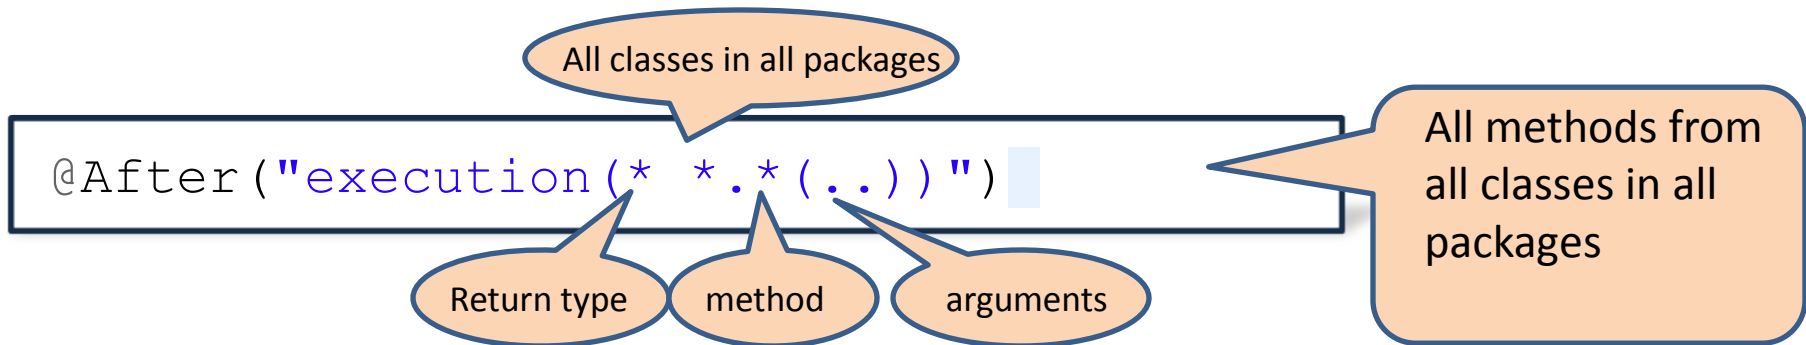 All classes in all packages
@After("execution(* *.*(..))")
All methods from
all classes in all
packages
Return type
method
arguments